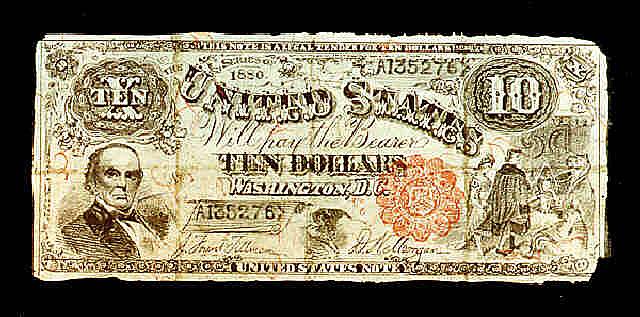 THIS NOTE IS A LEGAL TENDER FOR TEN DOLLARS
SERIES OF
1880
A135276
TEN
X
10
UNITED STATES
Will pay the Bearer
TEN DOLLARS
WASHINGTON, D.C.
A135276
UNITED STATES NOTE